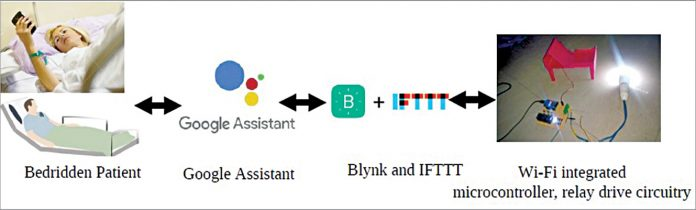 Google Assistant
B + IFTTT
Bedridden Patient
Google Assistant
Blynk and IFTTT
Wi-Fi integrated
microcontroller, relay drive circuitry